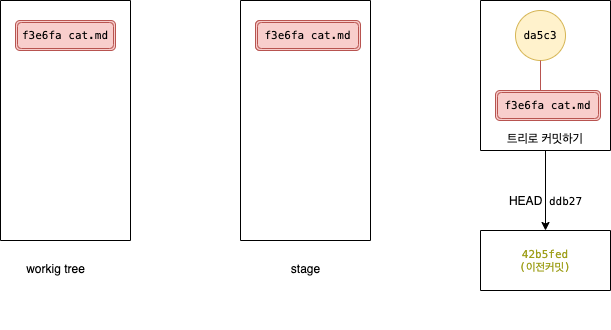 f3e6fa cat.md
workig tree
f3e6fa cat.md
stage
da5c3
f3e6fa cat.md
트리로 커밋하기
HEAD ddb27
42b5fed
(이전커밋)